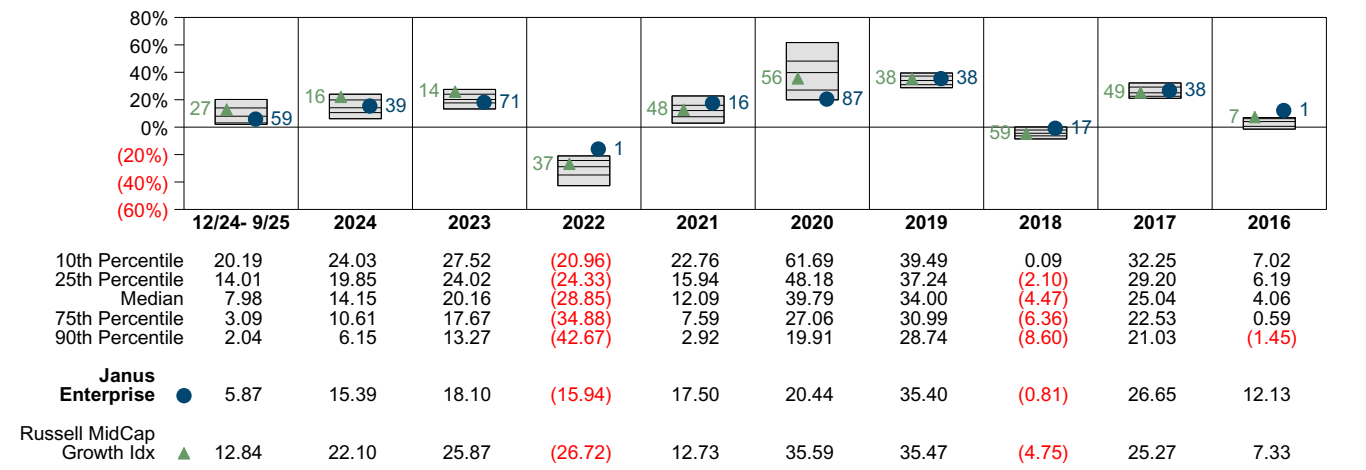 80%
60%
40%
20%
0%
(20%)
(40%)
(60%)
27 59
16 39
14 71
37 1
48 16
56 87
38 38
59 17
49 38
7 1
12/24- 9/25 2024 2023 2022 2021 2020 2019 2018 2017 2016
10th Percentile 20.19 24.03 27.52 (20.96) 22.76 61.69 39.49 0.09 32.25 7.02
25th Percentile 14.01 19.85 24.02 (24.33) 15.94 48.18 37.24 (2.10) 29.20 6.19
Median 7.98 14.15 20.16 (28.85) 12.09 39.79 34.00 (4.47) 25.04 4.06
75th Percentile 3.09 10.61 17.67 (34.88) 7.59 27.06 30.99 (6.36) 22.53 0.59
90th Percentile 2.04 6.15 13.27 (42.67) 2.92 19.91 28.74 (8.60) 21.03 (1.45)
Janus
Enterprise 5.87 15.39 18.10 (15.94) 17.50 20.44 35.40 (0.81) 26.65 12.13
Russell MidCap
Growth Idx 12.84 22.10 25.87 (26.72) 12.73 35.59 35.47 (4.75) 25.27 7.33